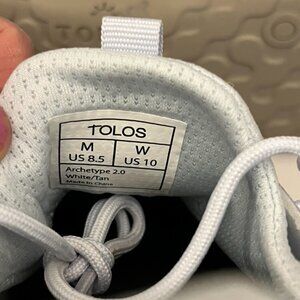 TOLOS
M W
US 8.5 US 10
Archetype 2.0
White/Tan
Made in China